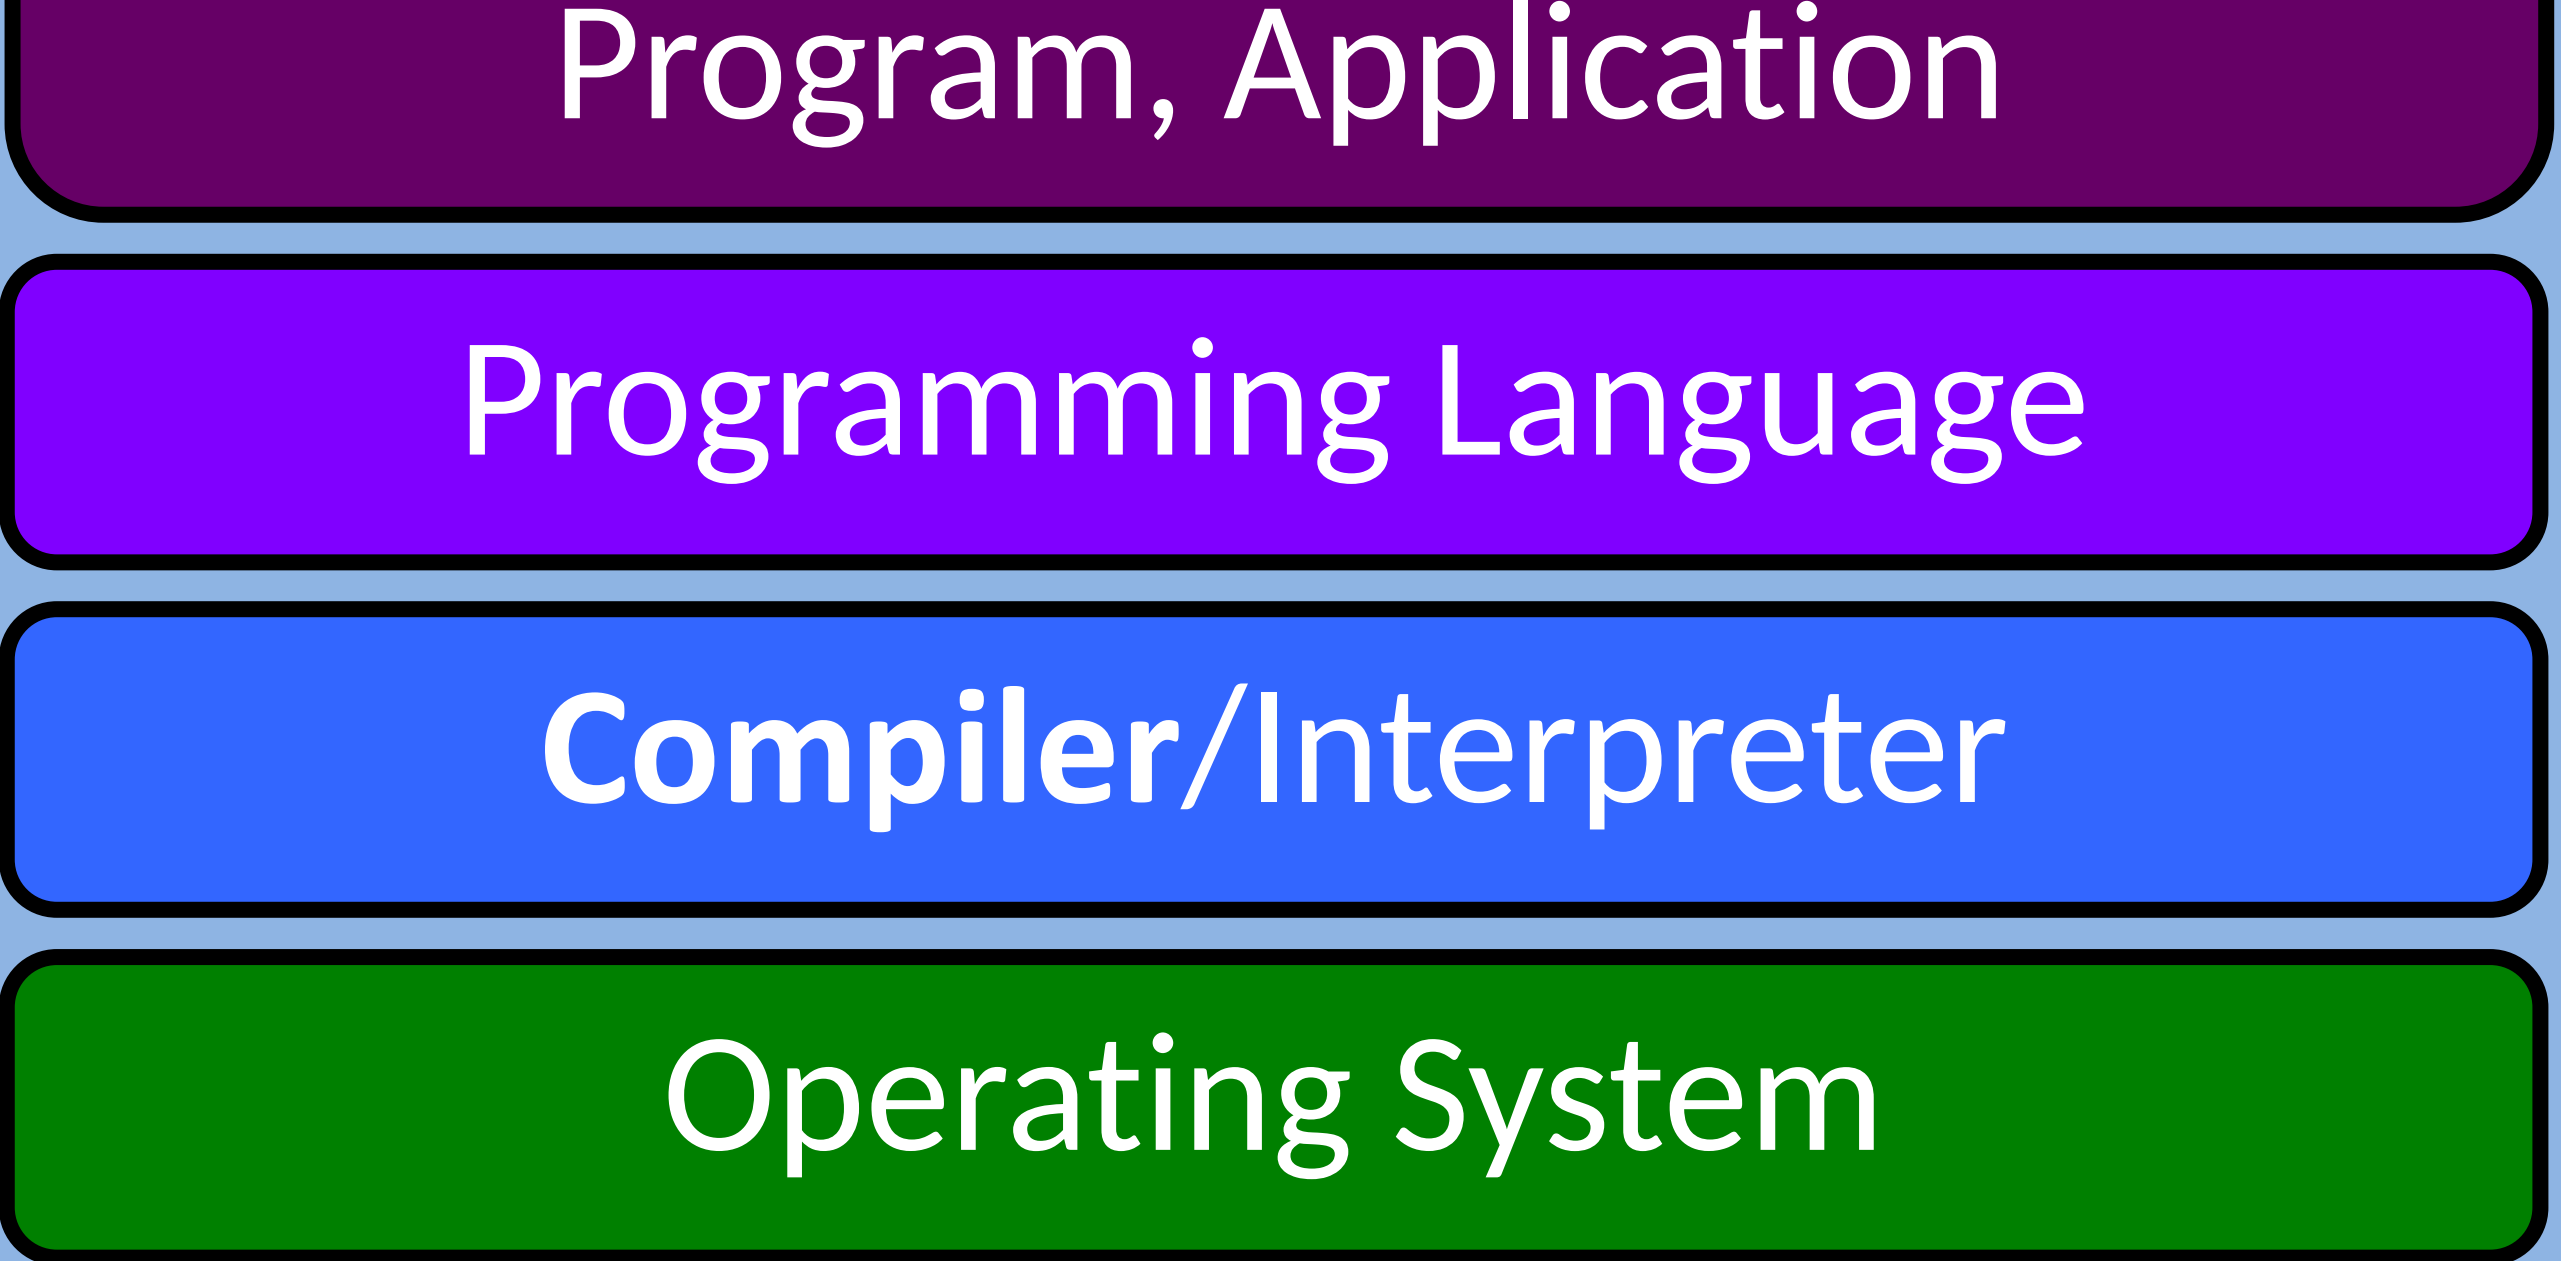 Program, Application
Programming Language
Compiler/Interpreter
Operating System